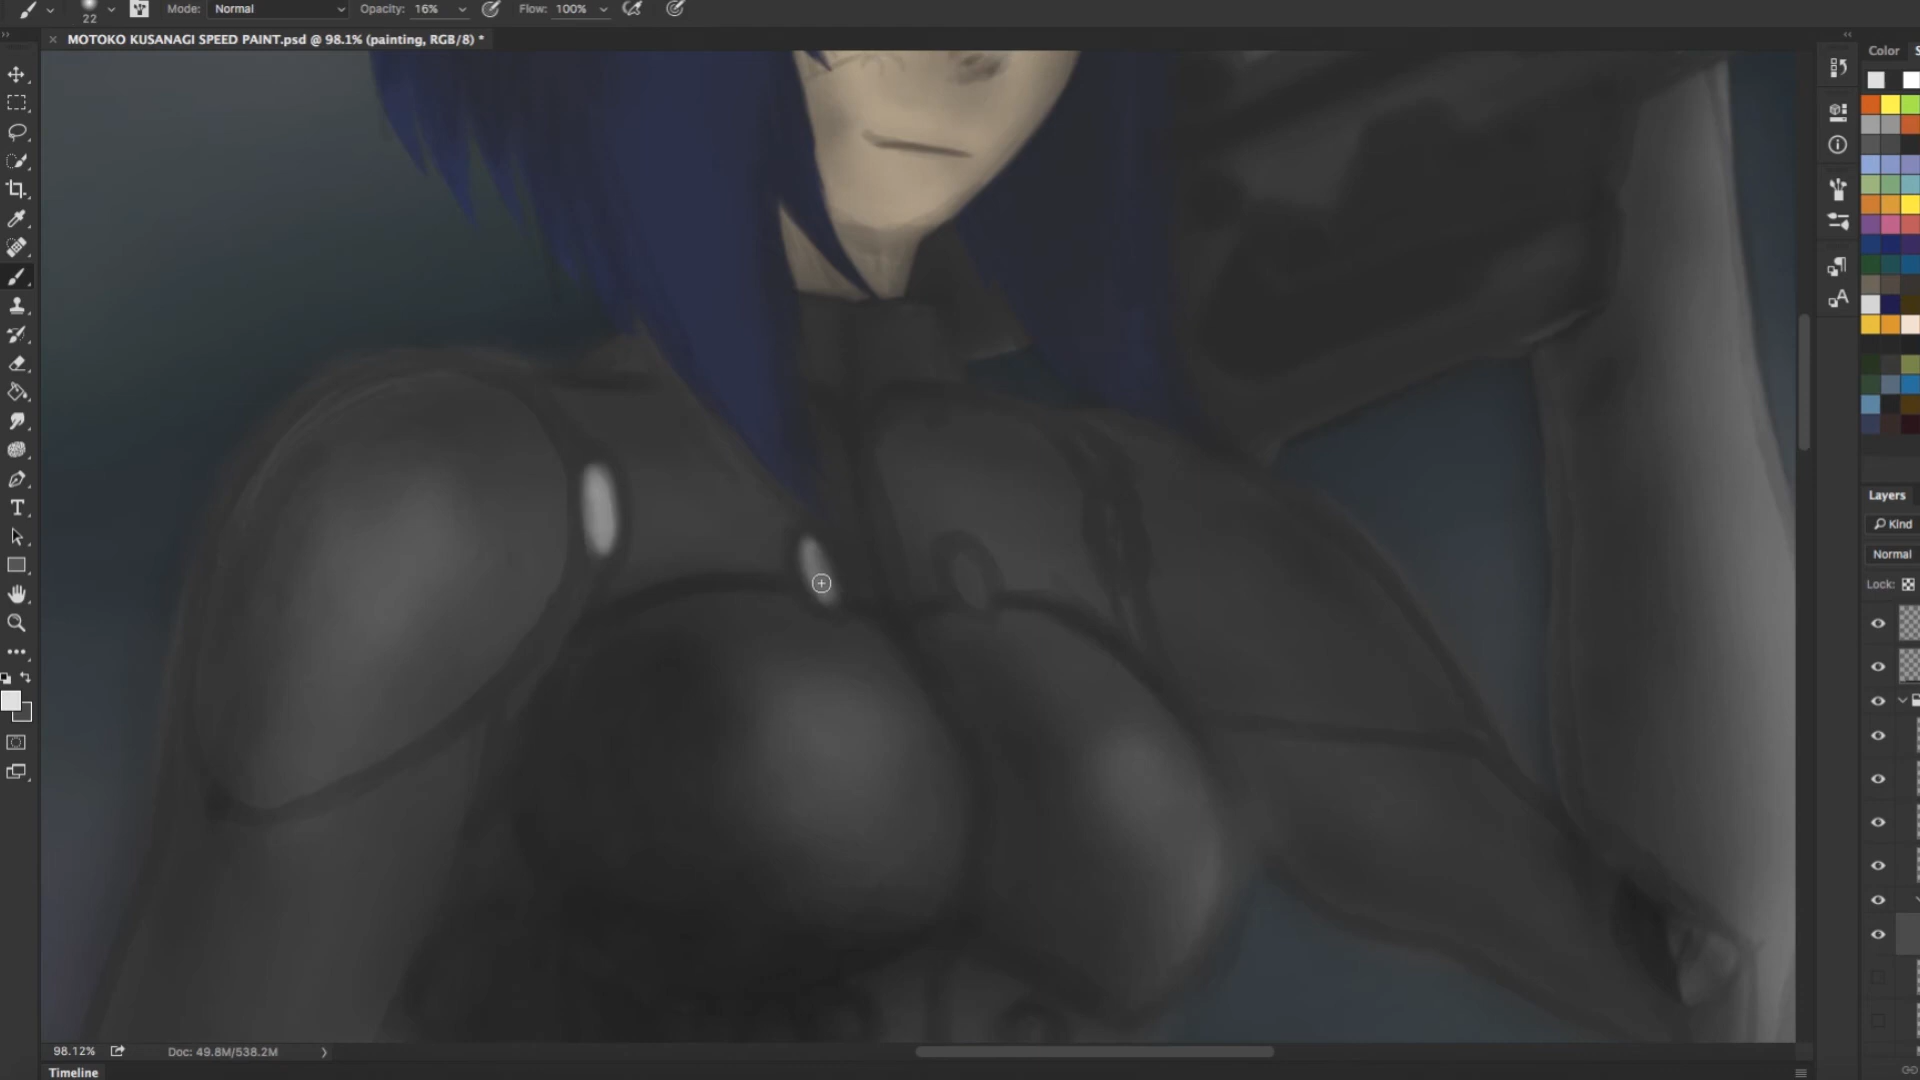 Mode: Normal Opacity: 16% Flow: 100%
22
MOTOKO KUSANAGI SPEED PAINT.psd @ 98.1% (painting, RGB/8) *
Color S
Layers
Kind
Normal
Lock:
98.12% Doc: 49.8M/538.2M
Timeline